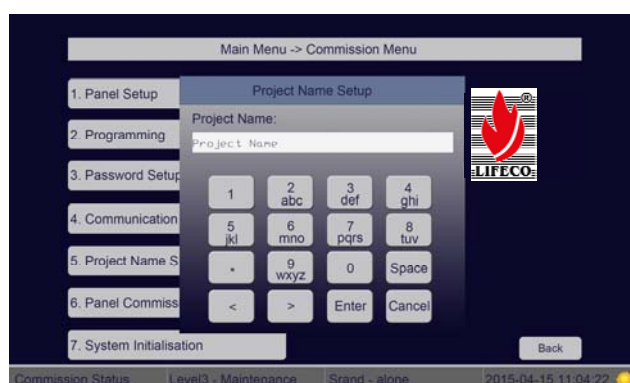 Main Menu -> Commission Menu
1. Panel Setup
2. Programming
3. Password Setup
4. Communication
5. Project Name S
6. Panel Commiss
7. System Initialisation
Project Name Setup
Project Name:
Project Name
1
2
abc
3
def
4
ghi
5
jkl
6
mno
7
pqrs
8
tuv
.
9
wxyz
0
Space
<
>
Enter
Cancel
®
LIFECO
Back
Commission Status Level3 - Maintenance Srand - alone 2015-04-15 11:04:22